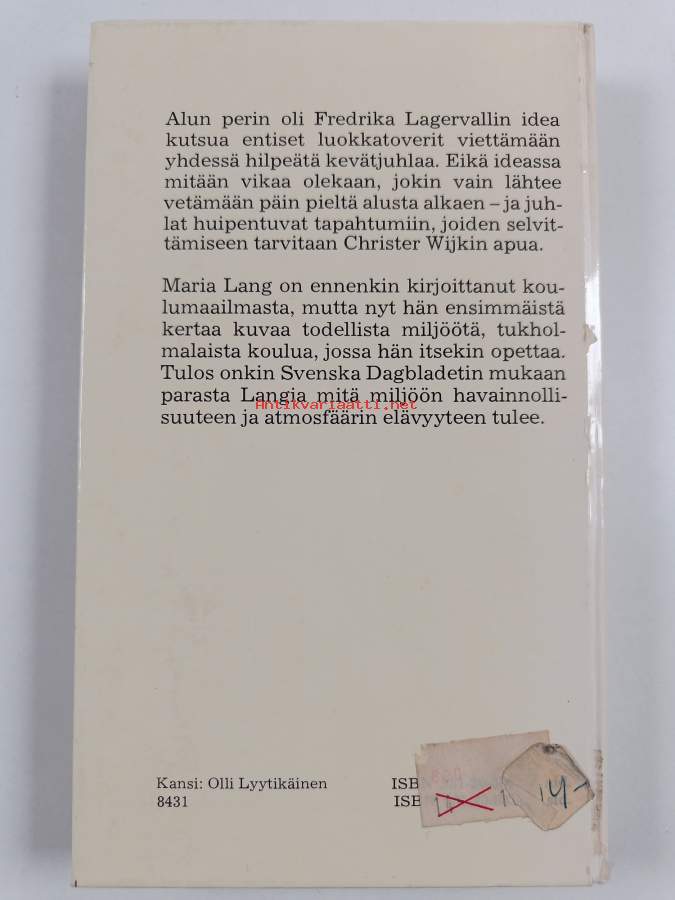 Alun perin oli Fredrika Lagervallin idea
kutsua entiset luokkatoverit viettämään
yhdessä hilpeätä kevätjuhlaa. Eikä ideassa
mitään vikaa olekaan, jokin vain lähtee
vetämään päin pieltä alusta alkaen – ja juh-
lat huipentuvat tapahtumiin, joiden selvit-
tämiseen tarvitaan Christer Wijkin apua.
Maria Lang on ennenkin kirjoittanut kou-
lumaailmasta, mutta nyt hän ensimmäistä
kertaa kuvaa todellista miljöötä, tukhol-
malaista koulua, jossa hän itsekin opettaa.
Tulos onkin Svenska Dagbladetin mukaan
parasta Langia mitä miljöön havainnolli-
Antikvariaatti.net
suuteen ja atmosfäärin elävyyteen tulee.
Kansi: Olli Lyytikäinen
8431
ISB
ISB
14-